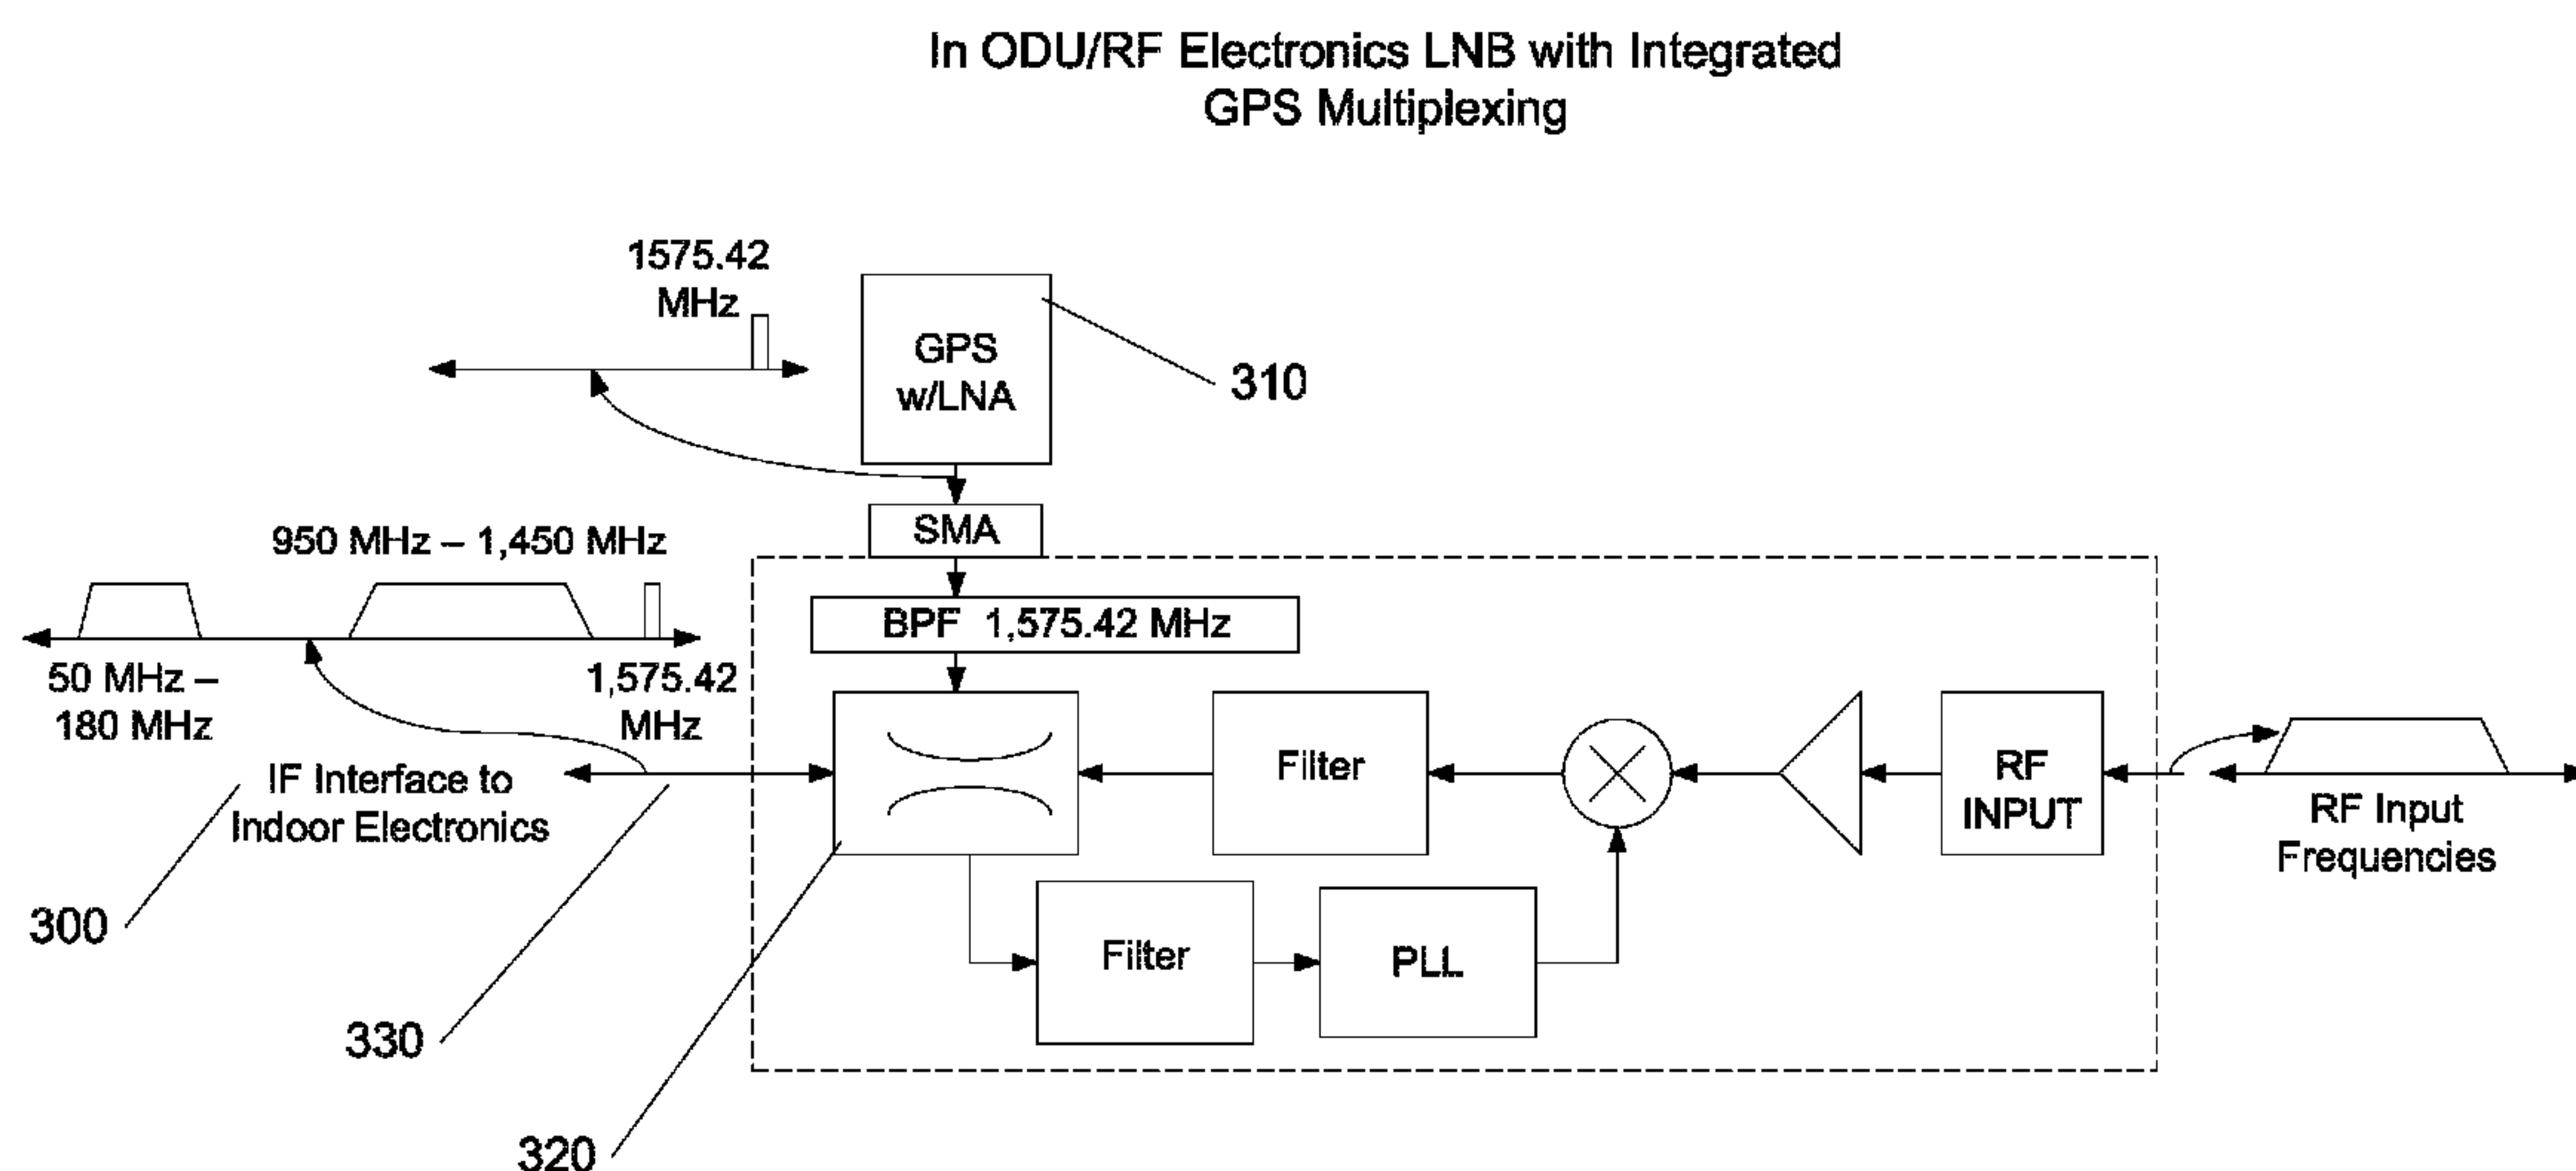 In ODU/RF Electronics LNB with Integrated
GPS Multiplexing
1575.42
MHz
GPS
w/LNA
310
SMA
950 MHz – 1,450 MHz
BPF 1,575.42 MHz
50 MHz –
180 MHz
1,575.42
MHz
IF Interface to
Indoor Electronics
Filter
RF
INPUT
RF Input
Frequencies
300
Filter
PLL
330
320